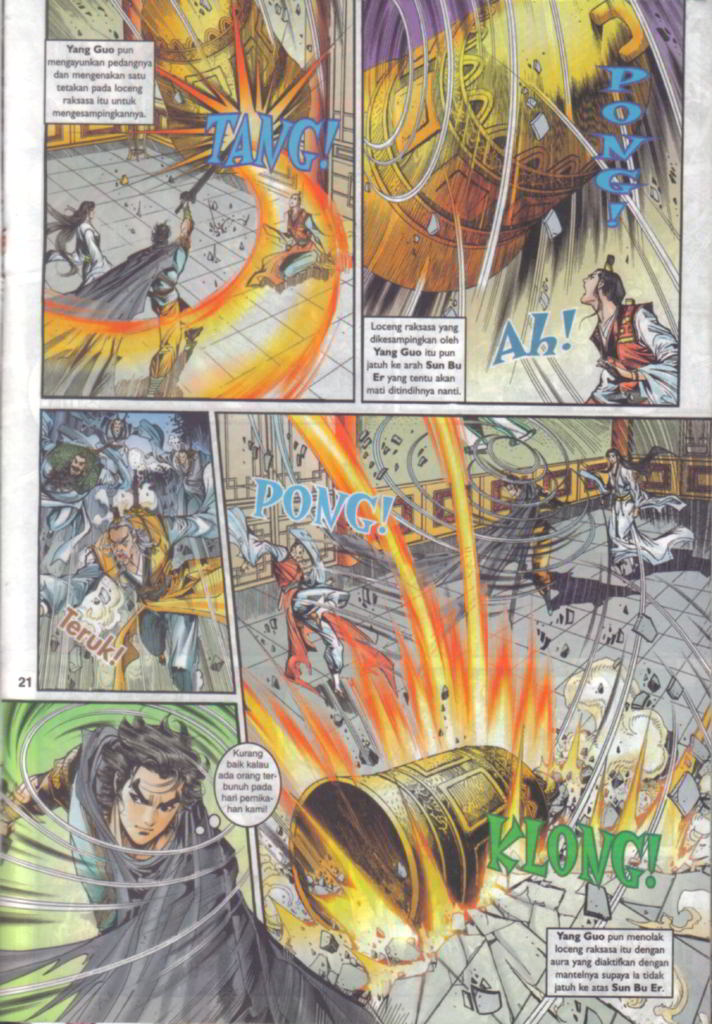 Yang Guo pun
mengayunkan pedangnya
dan mengenakan satu
tetakan pada loceng
raksasa itu untuk
mengesampingkannya.
TANG!
PONG!
Ah!
Loceng raksasa yang
dikesampingkan oleh
Yang Guo itu pun
jatuh ke arah Sun Bu
Er yang tentu akan
mati ditindihnya nanti.
Teruk!
PONG!
21
Kurang
baik kalau
ada orang ter-
bunuh pada
hari pernika-
han kami!
KLONG!
Yang Guo pun menolak
loceng raksasa itu dengan
aura yang diaktifkan dengan
mantelnya supaya ia tidak
jatuh ke atas Sun Bu Er.